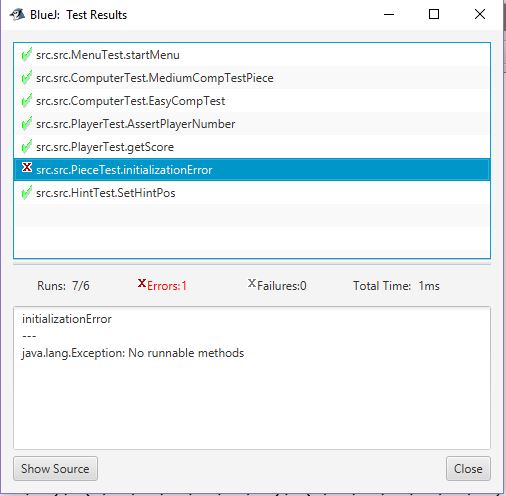 BlueJ: Test Results
src.src.MenuTest.startMenu
src.src.ComputerTest.MediumCompTestPiece
src.src.ComputerTest.EasyCompTest
src.src.PlayerTest.AssertPlayerNumber
src.src.PlayerTest.getScore
src.src.PieceTest.initializationError
src.src.HintTest.SetHintPos
Runs: 7/6 Errors:1 Failures:0 Total Time: 1ms
initializationError
---
java.lang.Exception: No runnable methods
Show Source Close